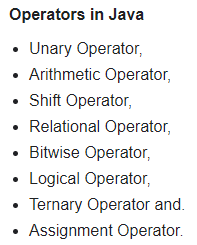 Operators in Java
• Unary Operator,
• Arithmetic Operator,
• Shift Operator,
• Relational Operator,
• Bitwise Operator,
• Logical Operator,
• Ternary Operator and.
• Assignment Operator.